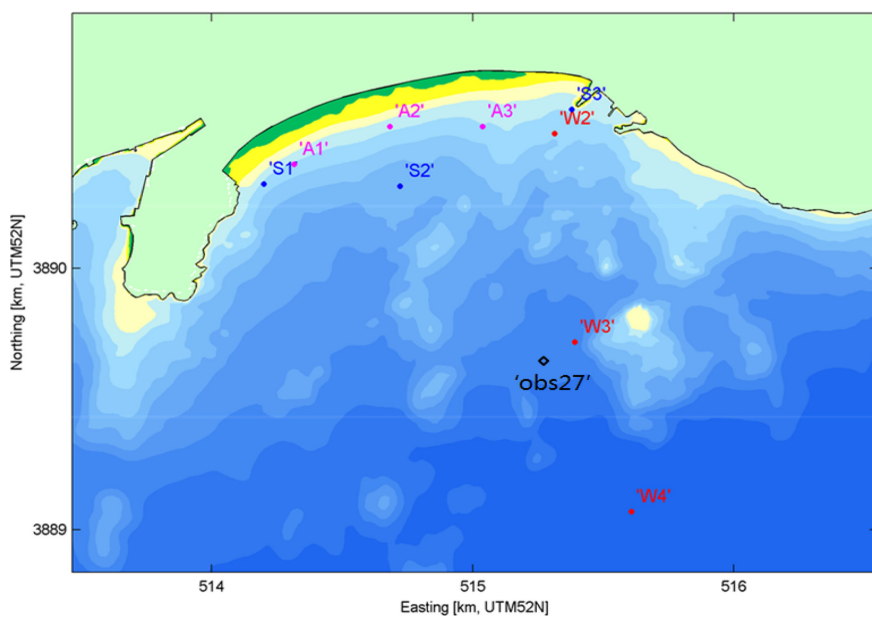 'S3'
'A2'
'A3'
'W2'
'A1'
'S1'
'S2'
3890
'W3'
'obs27'
'W4'
3889
514
515
516
Northing [km, UTM52N]
Easting [km, UTM52N]